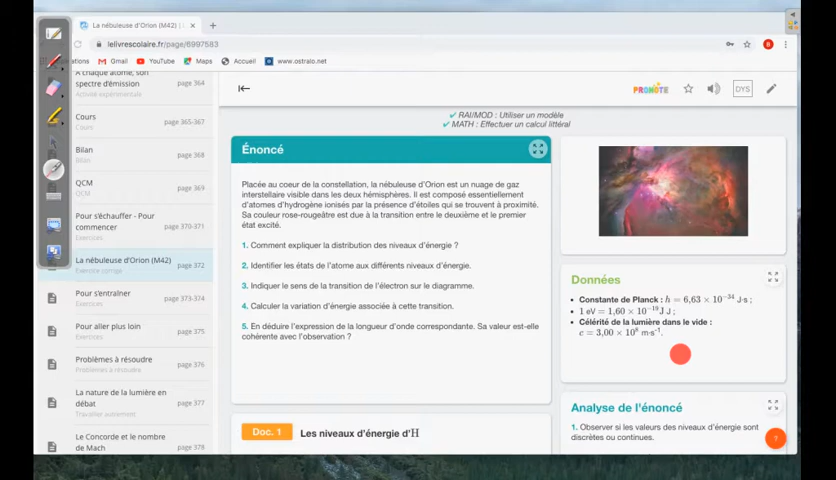 La nébuleuse d'Orion (M42) |
lelivrescolaire.fr/page/6997583
Gmail
YouTube
Maps
Accueil
www.ostralo.net
À chaque atome, son
spectre d'émission
Activité expérimentale
page 364
Cours
Cours
page 365-367
Bilan
Bilan
page 368
QCM
QCM
page 369
Pour s'échauffer - Pour
commencer
Exercices
page 370-371
La nébuleuse d'Orion (M42)
Exercice corrigé
page 372
Pour s'entraîner
Exercices
page 373-374
Pour aller plus loin
Exercices
page 375
Problèmes à résoudre
Problèmes à résoudre
page 376
La nature de la lumière en
débat
Travailler autrement
page 377
Le Concorde et le nombre
de Mach
page 378
PROMOTE
DYS
✓ RAI/MOD : Utiliser un modèle
✓ MATH : Effectuer un calcul littéral
Énoncé
Placée au coeur de la constellation, la nébuleuse d'Orion est un nuage de gaz
interstellaire visible dans les deux hémisphères. Il est composé essentiellement
d'atomes d'hydrogène ionisés par la présence d'étoiles qui se trouvent à proximité.
Sa couleur rose-rougeâtre est due à la transition entre le deuxième et le premier
état excité.
1. Comment expliquer la distribution des niveaux d'énergie ?
2. Identifier les états de l'atome aux différents niveaux d'énergie.
3. Indiquer le sens de la transition de l'électron sur le diagramme.
4. Calculer la variation d'énergie associée à cette transition.
5. En déduire l'expression de la longueur d'onde correspondante. Sa valeur est-elle
cohérente avec l'observation ?
Doc. 1
Les niveaux d'énergie d'H
Données
• Constante de Planck : h = 6,63 × 10⁻³⁴ J·s ;
• 1 eV = 1,60 × 10⁻¹⁹ J J ;
• Célérité de la lumière dans le vide :
c = 3,00 × 10⁸ m·s⁻¹.
Analyse de l'énoncé
1. Observer si les valeurs des niveaux d'énergie sont
discrètes ou continues.
?